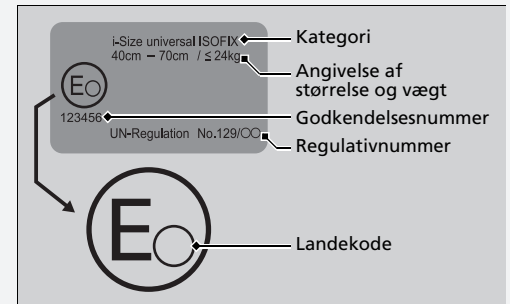 i-Size universal ISOFIX
Kategori
40cm – 70cm / ≤ 24kg
Angivelse af
størrelse og vægt
E
123456
Godkendelsesnummer
UN-Regulation No.129/○○
Regulativnummer
E
Landekode